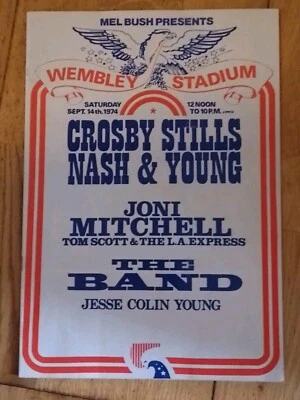 MEL BUSH PRESENTS
WEMBLEY STADIUM
SATURDAY
SEPT. 14th. 1974
12 NOON
TO 10 P.M.
CROSBY STILLS
NASH & YOUNG
JONI
MITCHELL
TOM SCOTT & THE L.A. EXPRESS
THE
BAND
JESSE COLIN YOUNG